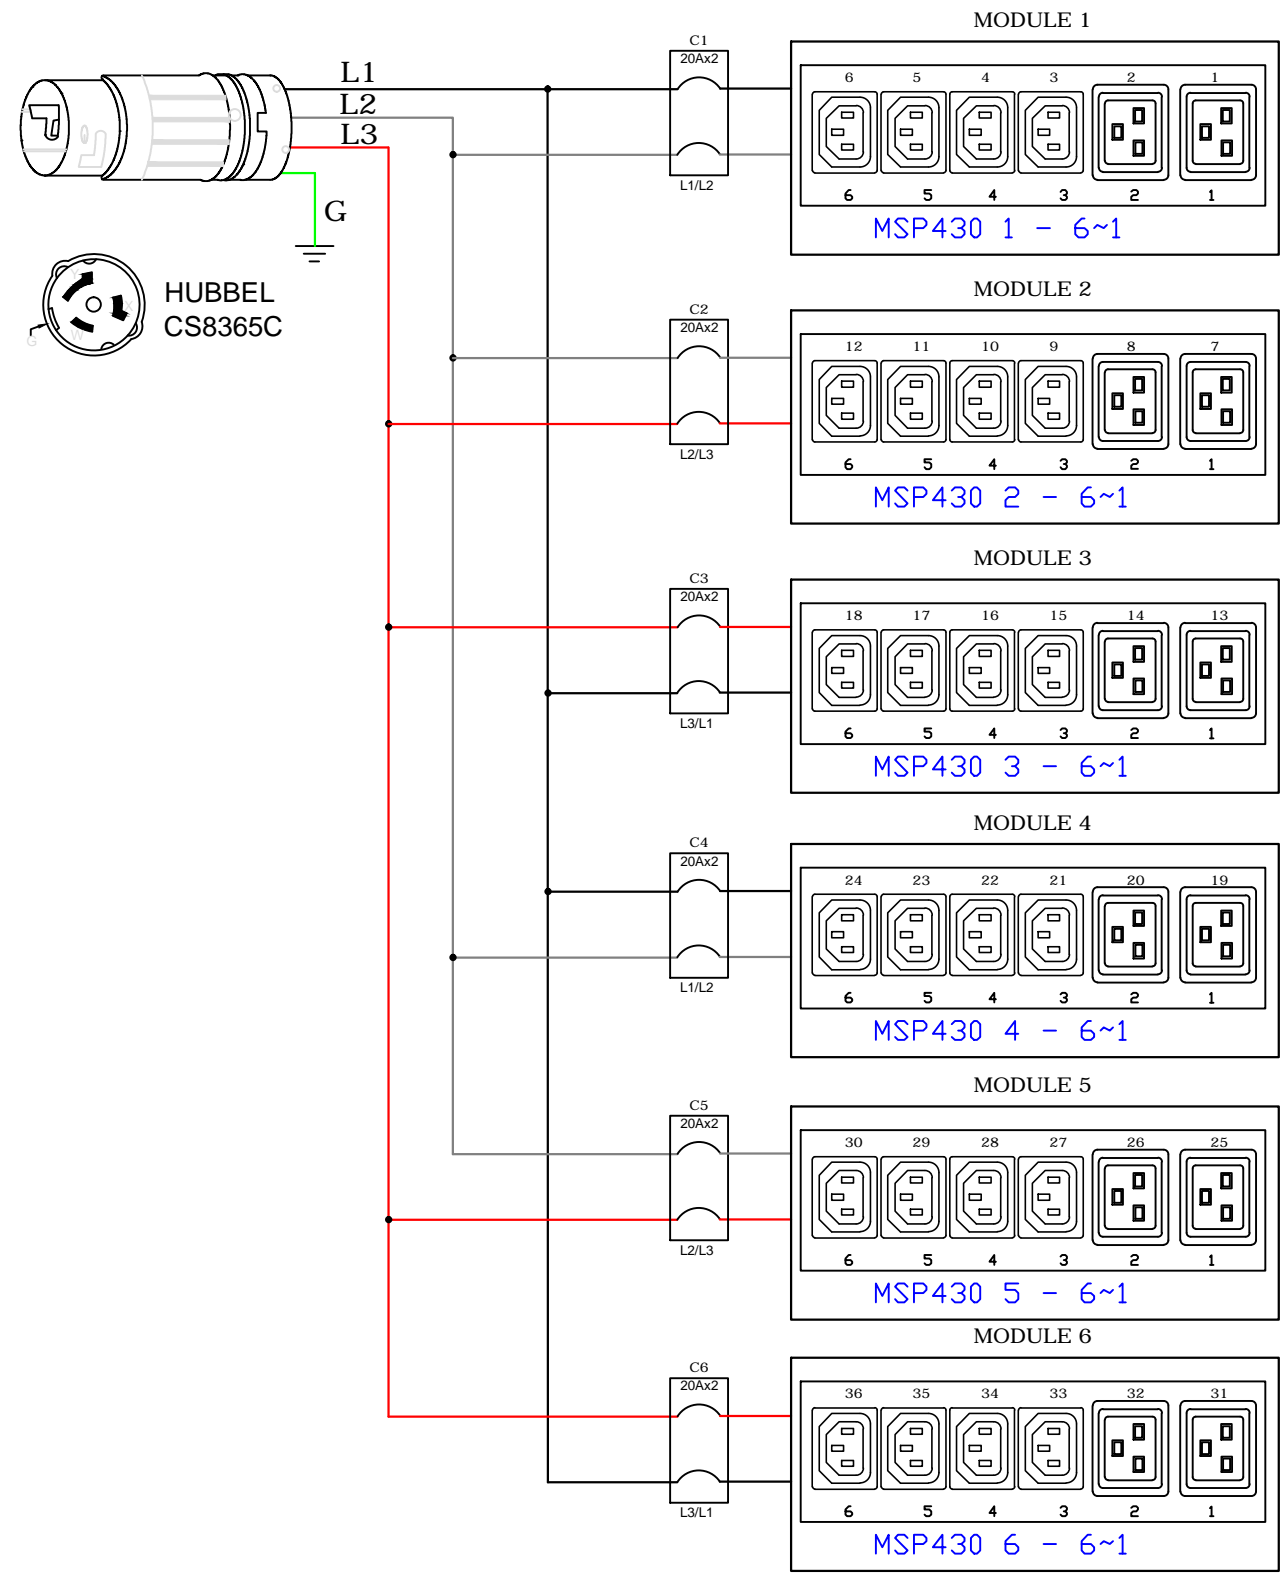 MODULE 1
C1
20Ax2
L1
L2
L3
G
L1/L2
6 5 4 3 2 1
6 5 4 3 2 1
MSP430 1 - 6~1
HUBBEL
CS8365C
Y
X
W
G
MODULE 2
C2
20Ax2
L2/L3
12 11 10 9 8 7
6 5 4 3 2 1
MSP430 2 - 6~1
MODULE 3
C3
20Ax2
L3/L1
18 17 16 15 14 13
6 5 4 3 2 1
MSP430 3 - 6~1
MODULE 4
C4
20Ax2
L1/L2
24 23 22 21 20 19
6 5 4 3 2 1
MSP430 4 - 6~1
MODULE 5
C5
20Ax2
L2/L3
30 29 28 27 26 25
6 5 4 3 2 1
MSP430 5 - 6~1
MODULE 6
C6
20Ax2
L3/L1
36 35 34 33 32 31
6 5 4 3 2 1
MSP430 6 - 6~1